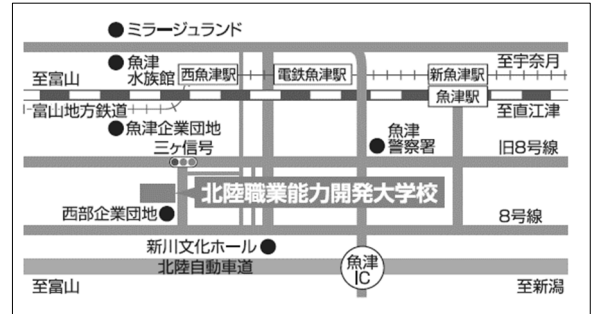 ミラージュランド
魚津
水族館
西魚津駅
電鉄魚津駅
新魚津駅
至宇奈月
至富山
魚津駅
富山地方鉄道
至直江津
魚津企業団地
三ヶ信号
魚津
警察署
旧8号線
北陸職業能力開発大学校
西部企業団地
8号線
新川文化ホール
北陸自動車道
魚津
IC
至富山
至新潟